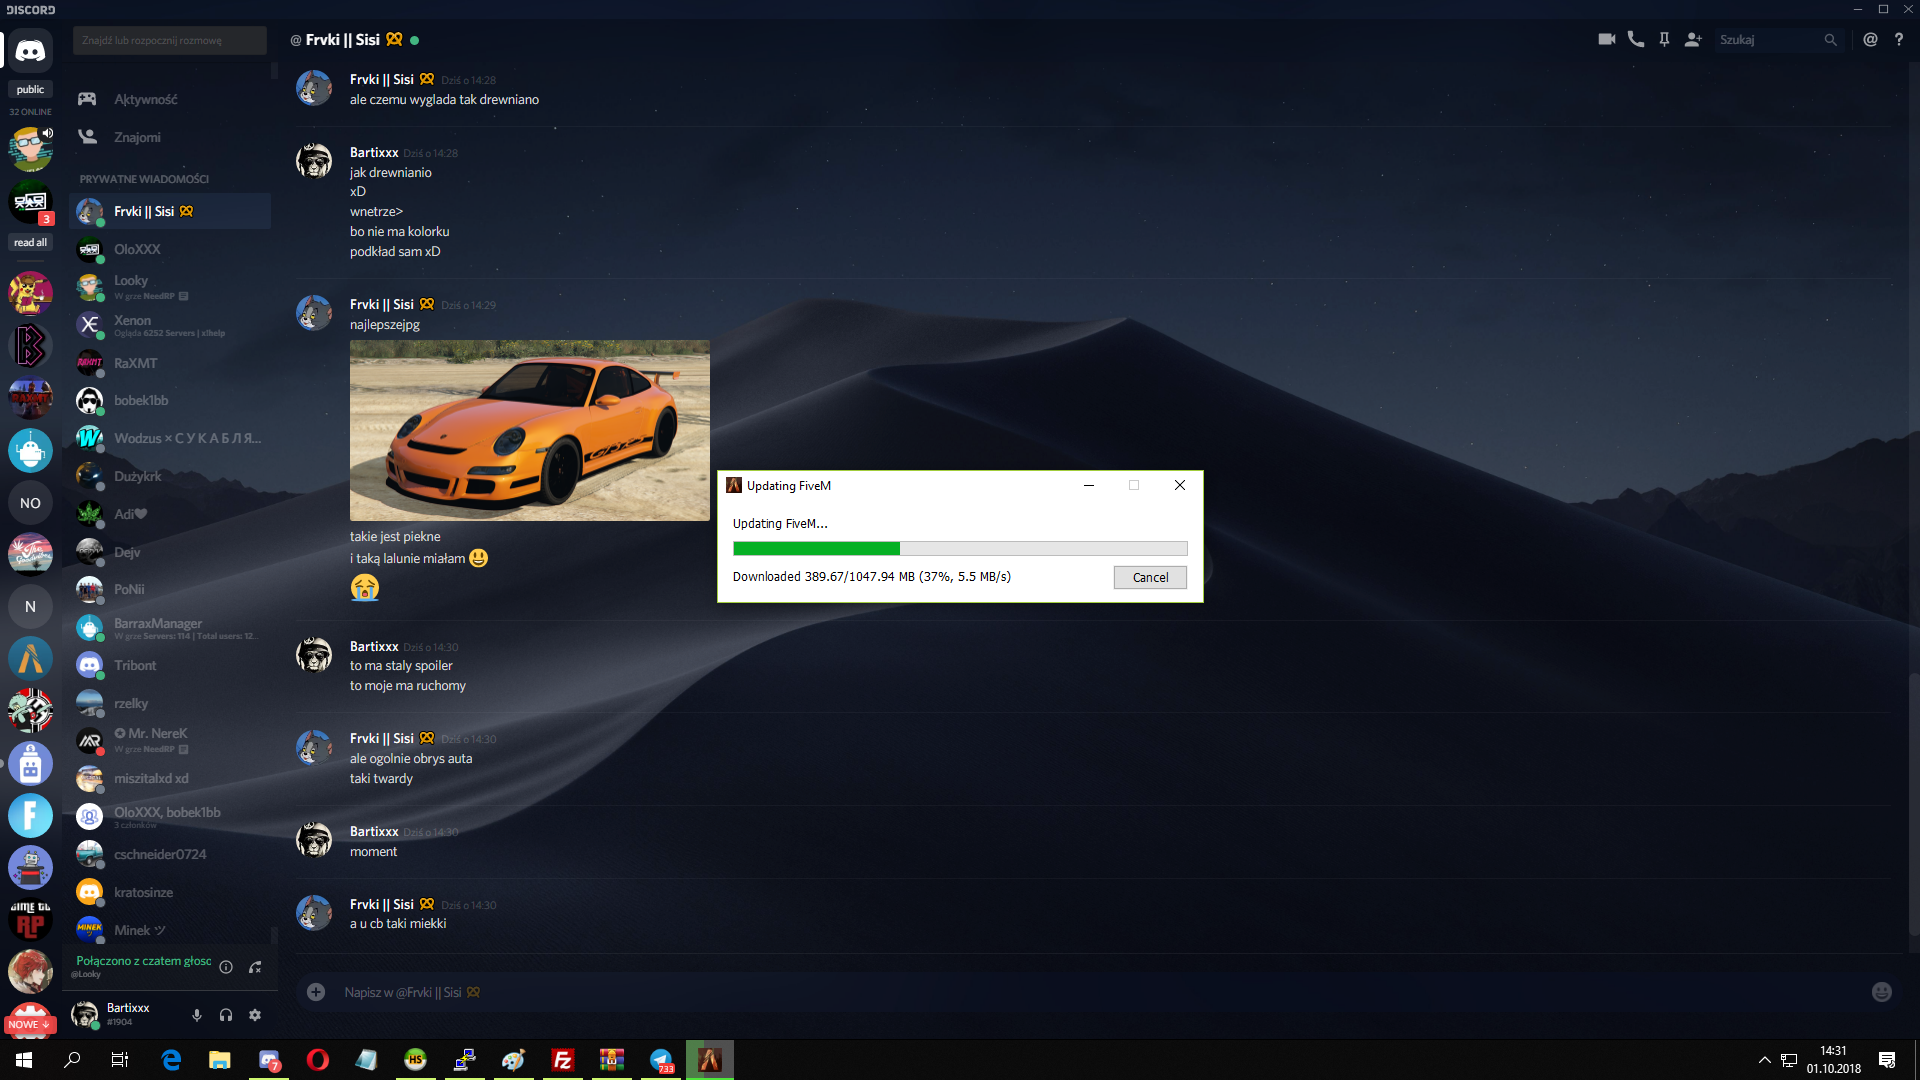 DISCORD
public
32 ONLINE
3
read all
NO
N
NOWE ↓
Znajdź lub rozpocznij rozmowę
Aktywność
Znajomi
PRYWATNE WIADOMOŚCI
Frvki || Sisi 🥨
OloXXX
Looky
W grze NeedRP
Xenon
Ogląda 6252 Servers | x!help
RaXMT
bobek1bb
Wodzus × С У К А Б Л Я...
Dużykrk
Adi🖤
Dejv
PoNii
BarraxManager
W grze Servers: 114 | Total users: 12...
Tribont
rzelky
✪ Mr. NereK
W grze NeedRP
miszitalxd xd
OloXXX, bobek1bb
3 członków
cschneider0724
kratosinze
Minek ツ
Połączono z czatem głosc
@Looky
Bartixxx
#1904
@ Frvki || Sisi 🥨
Szukaj
Frvki || Sisi 🥨 Dziś o 14:28
ale czemu wyglada tak drewniano
Bartixxx Dziś o 14:28
jak drewnianio
xD
wnetrze>
bo nie ma kolorku
podkład sam xD
Frvki || Sisi 🥨 Dziś o 14:29
najlepszejpg
takie jest piekne
i taką lalunie miałam 😃
😭
Bartixxx Dziś o 14:30
to ma staly spoiler
to moje ma ruchomy
Frvki || Sisi 🥨 Dziś o 14:30
ale ogolnie obrys auta
taki twardy
Bartixxx Dziś o 14:30
moment
Frvki || Sisi 🥨 Dziś o 14:30
a u cb taki miekki
Napisz w @Frvki || Sisi 🥨
Updating FiveM
Updating FiveM...
Downloaded 389.67/1047.94 MB (37%, 5.5 MB/s)
Cancel
7
HS
FZ
733
14:31
01.10.2018